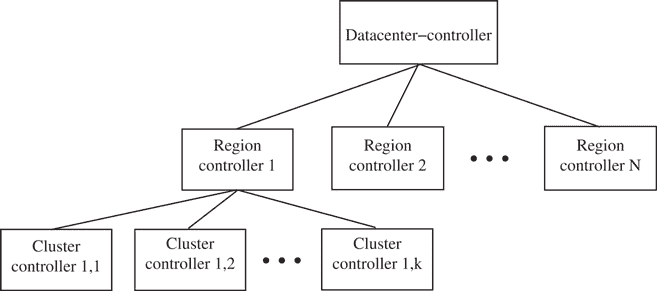 Datacenter−controller
Region
controller 1
Region
controller 2
Region
controller N
Cluster
controller 1,1
Cluster
controller 1,2
Cluster
controller 1,k